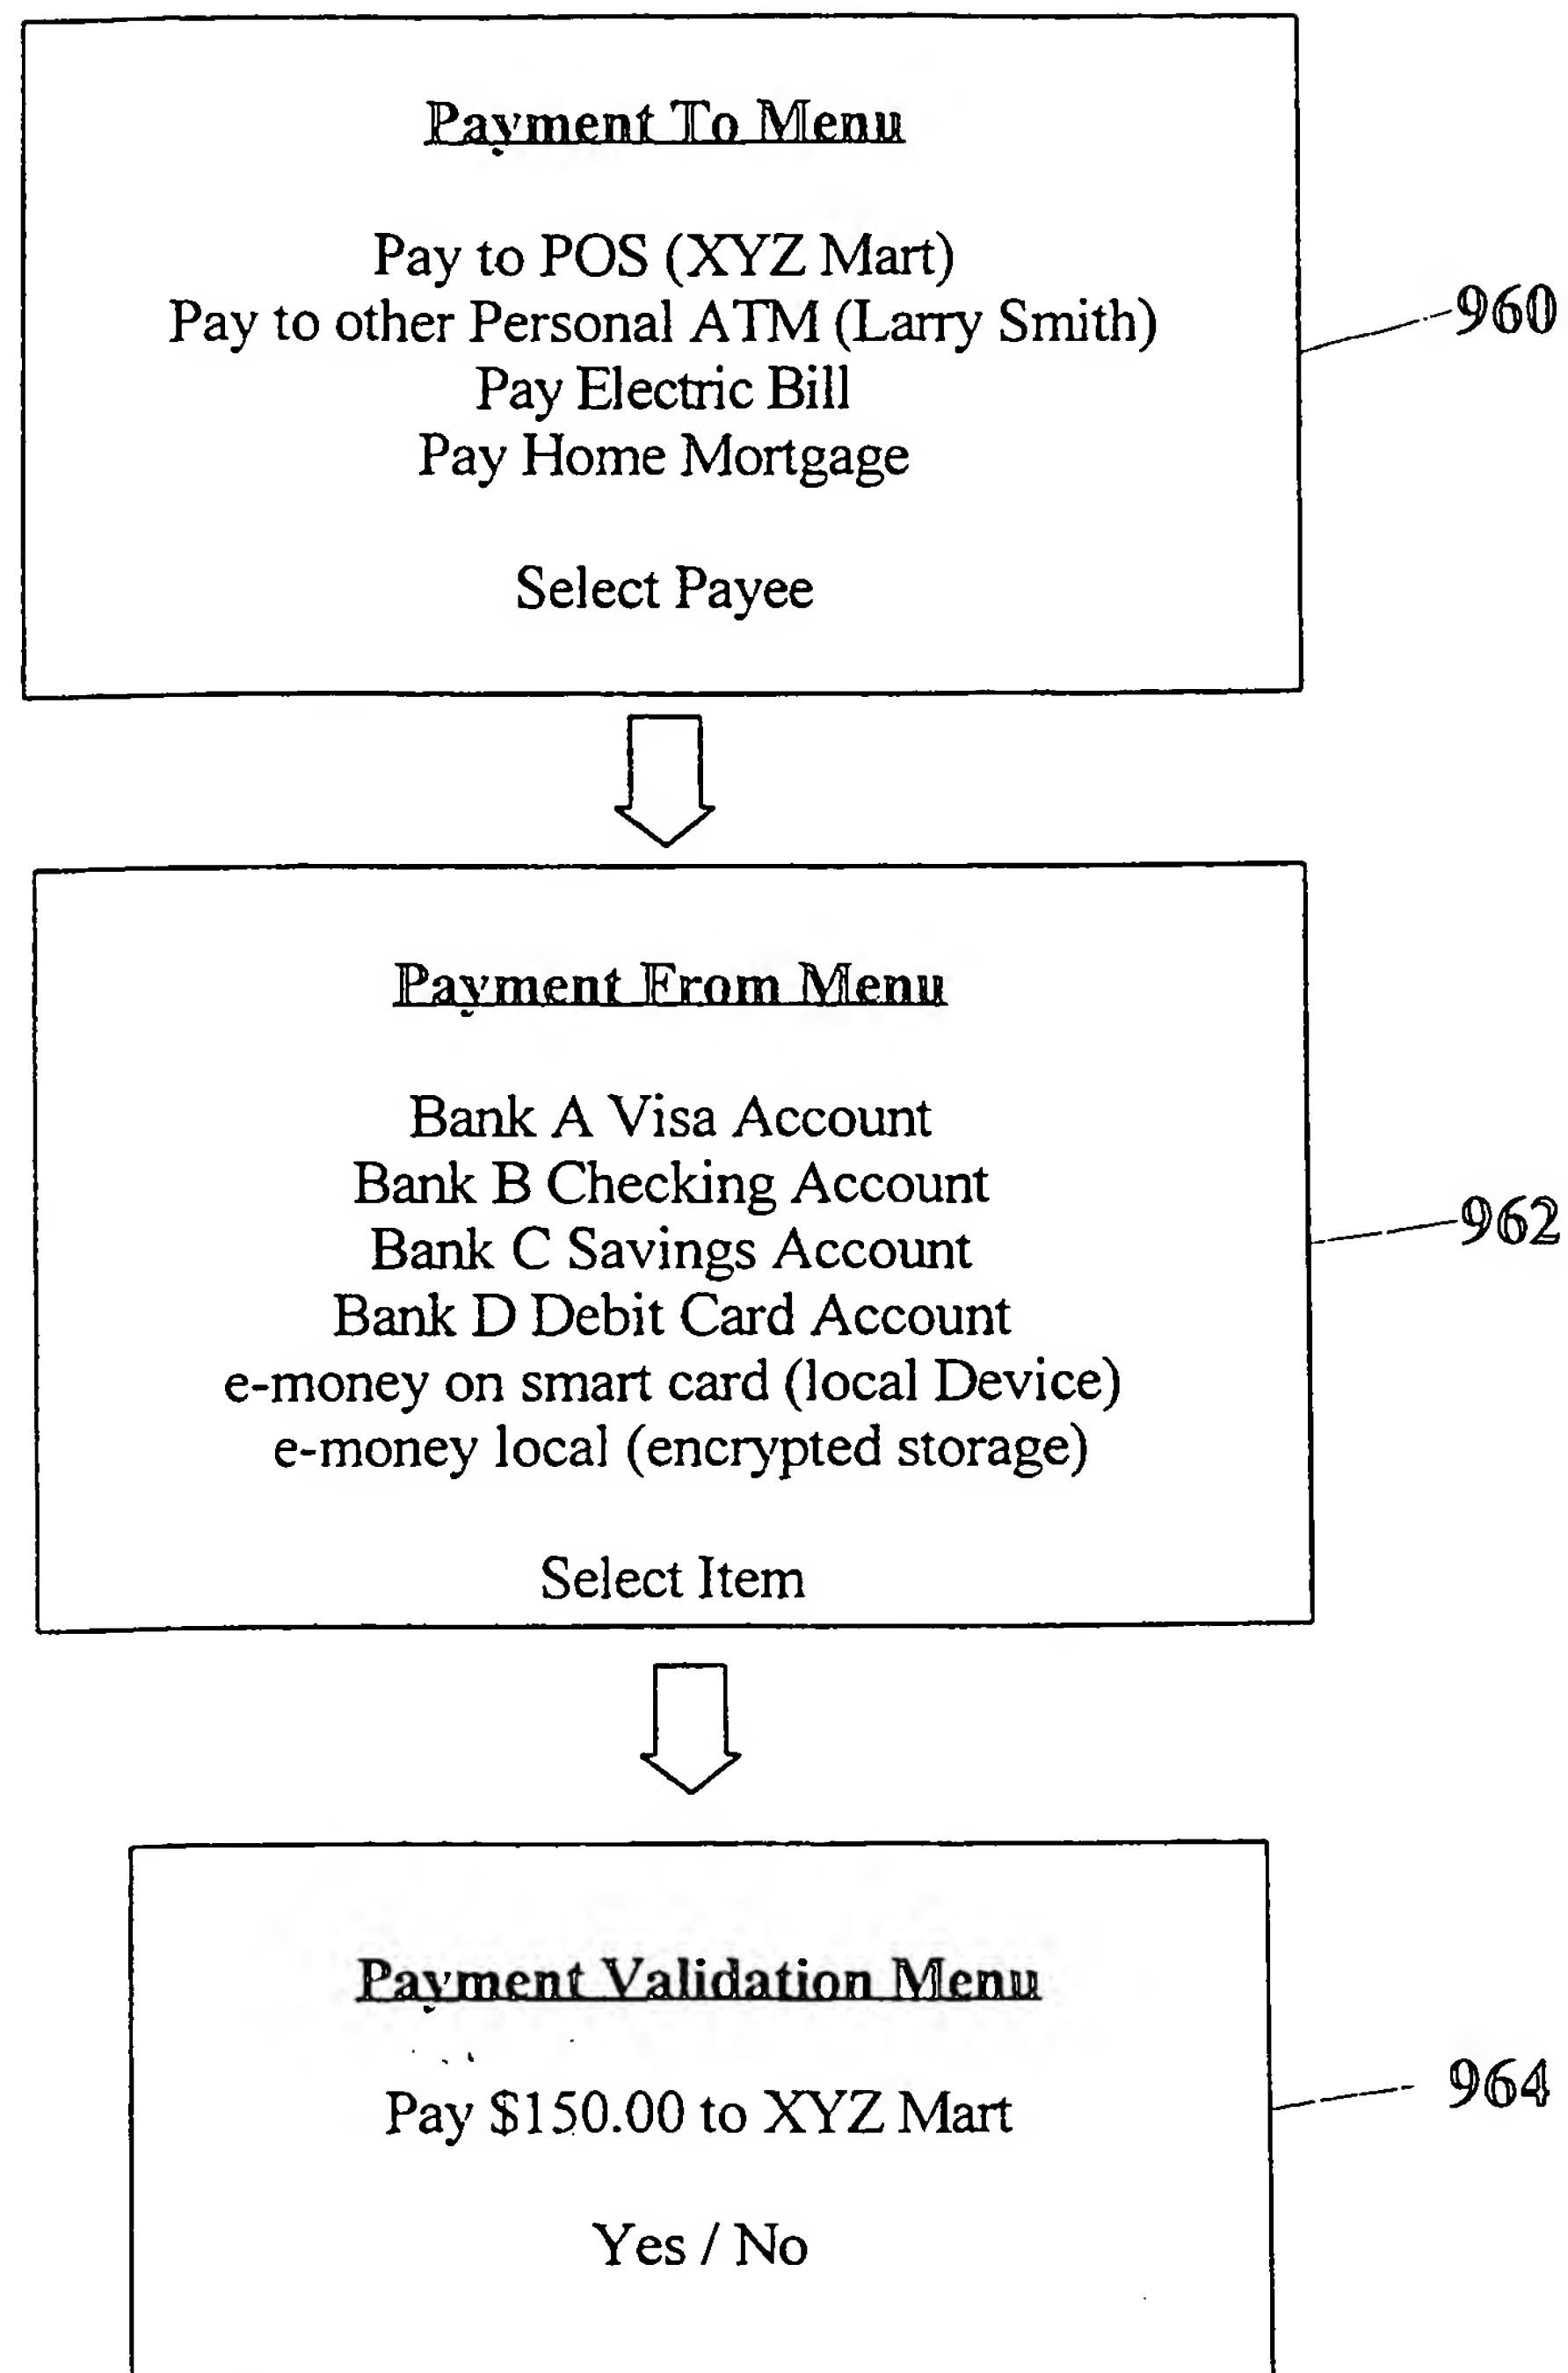 Payment To Menu
Pay to POS (XYZ Mart)
Pay to other Personal ATM (Larry Smith)
Pay Electric Bill
Pay Home Mortgage
Select Payee
960
Payment From Menu
Bank A Visa Account
Bank B Checking Account
Bank C Savings Account
Bank D Debit Card Account
e-money on smart card (local Device)
e-money local (encrypted storage)
Select Item
962
Payment Validation Menu
Pay $150.00 to XYZ Mart
Yes / No
964